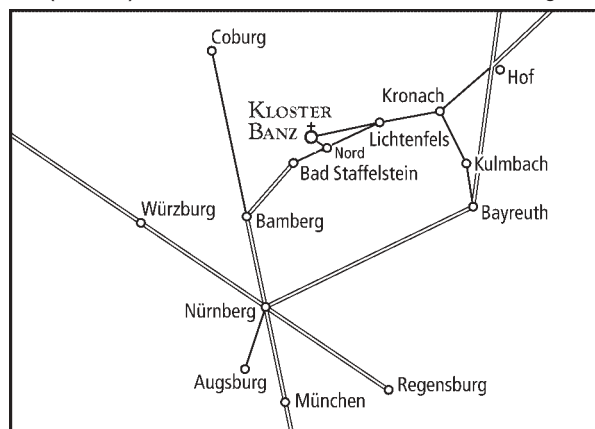 Coburg
Hof
Kronach
KLOSTER
BANZ
Lichtenfels
Nord
Bad Staffelstein
Kulmbach
Würzburg
Bamberg
Bayreuth
Nürnberg
Augsburg
Regensburg
München